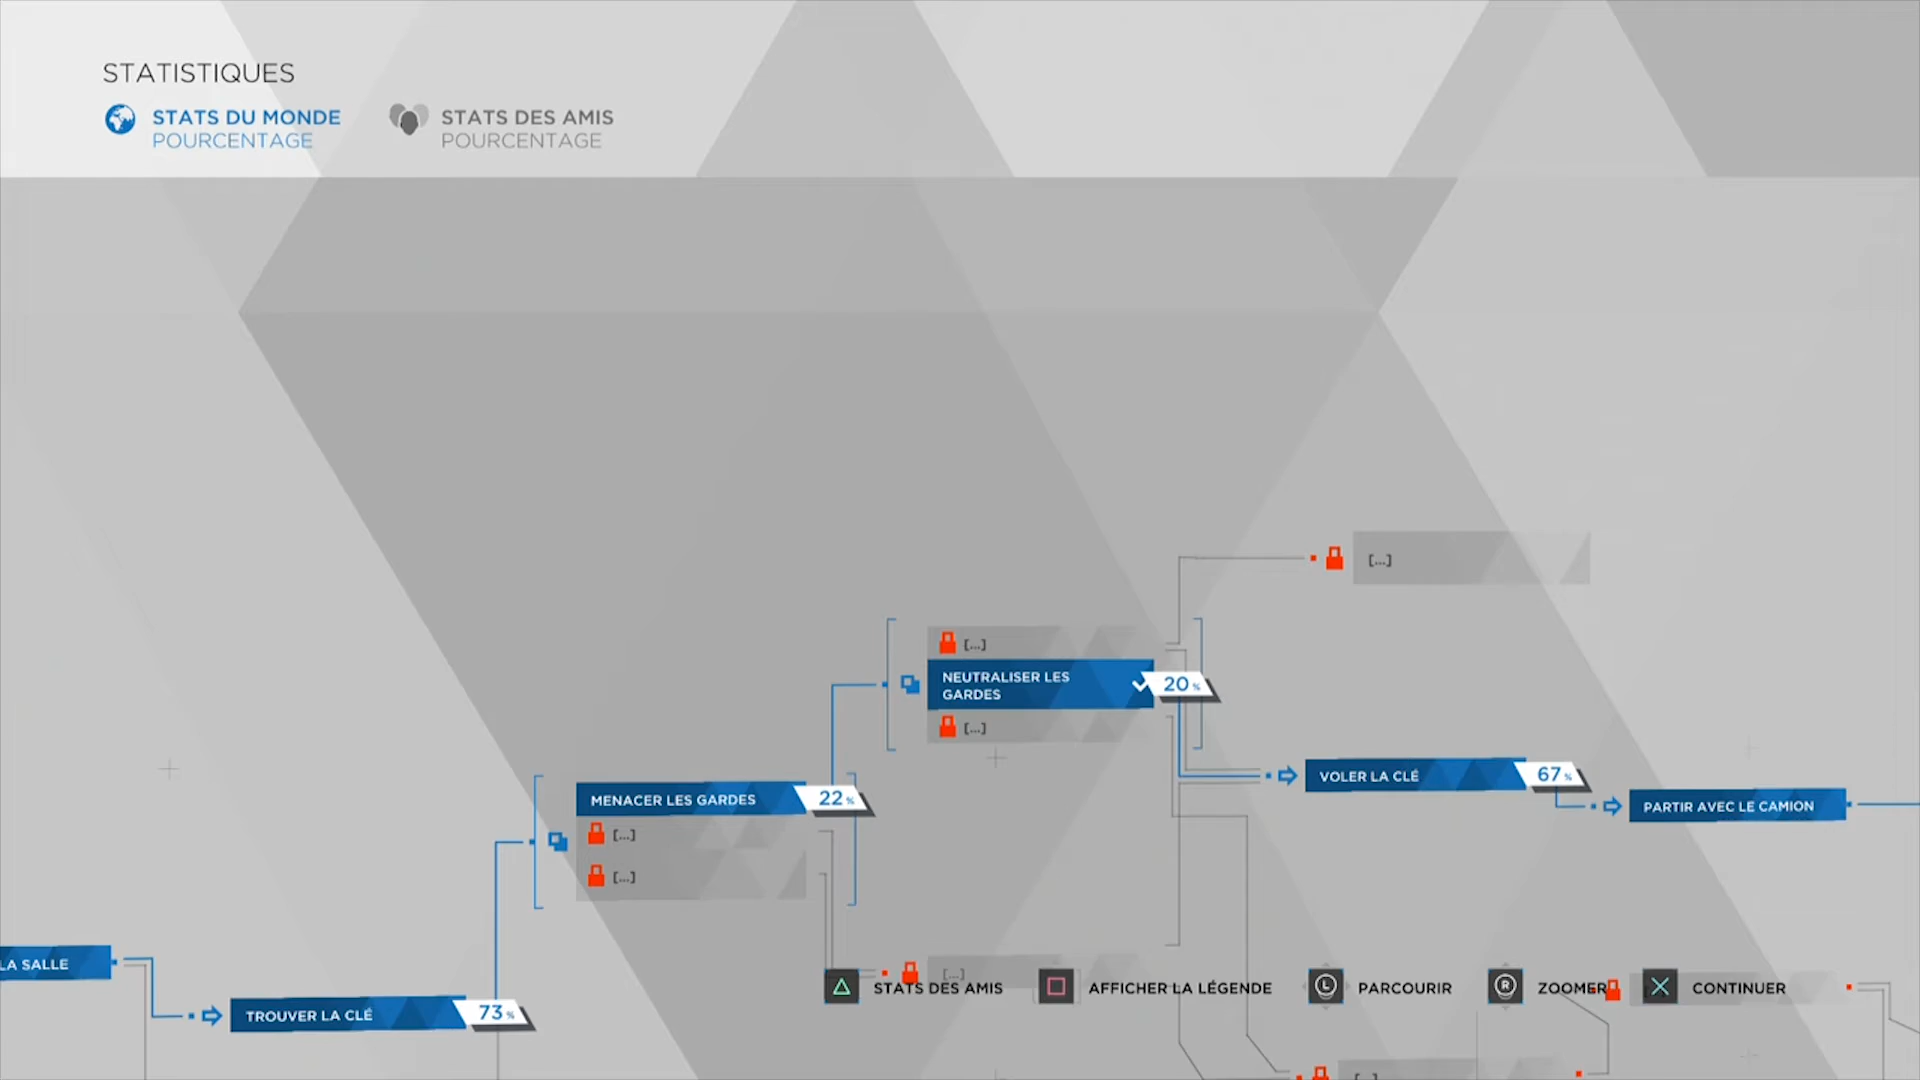 STATISTIQUES
STATS DU MONDE
POURCENTAGE
STATS DES AMIS
POURCENTAGE
[...]
[...]
NEUTRALISER LES
GARDES
20%
[...]
VOLER LA CLÉ
67%
PARTIR AVEC LE CAMION
MENACER LES GARDES
22%
[...]
[...]
LA SALLE
TROUVER LA CLÉ
73%
[...]
STATS DES AMIS
AFFICHER LA LÉGENDE
L
PARCOURIR
R
ZOOMER
CONTINUER
[...]